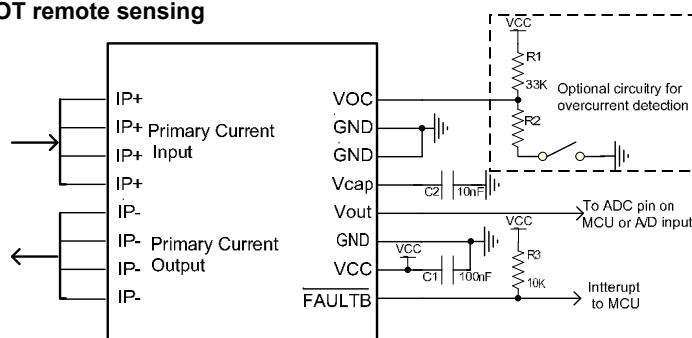 OT remote sensing
VCC
R1
33K
R2
Optional circuitry for
overcurrent detection
IP+
IP+
IP+
IP+
Primary Current
Input
IP-
IP-
IP-
IP-
Primary Current
Output
VOC
GND
GND
Vcap
Vout
GND
VCC
FAULTB
C2
10nF
To ADC pin on
MCU or A/D input
VCC
VCC
C1
100nF
R3
10K
Intterupt
to MCU